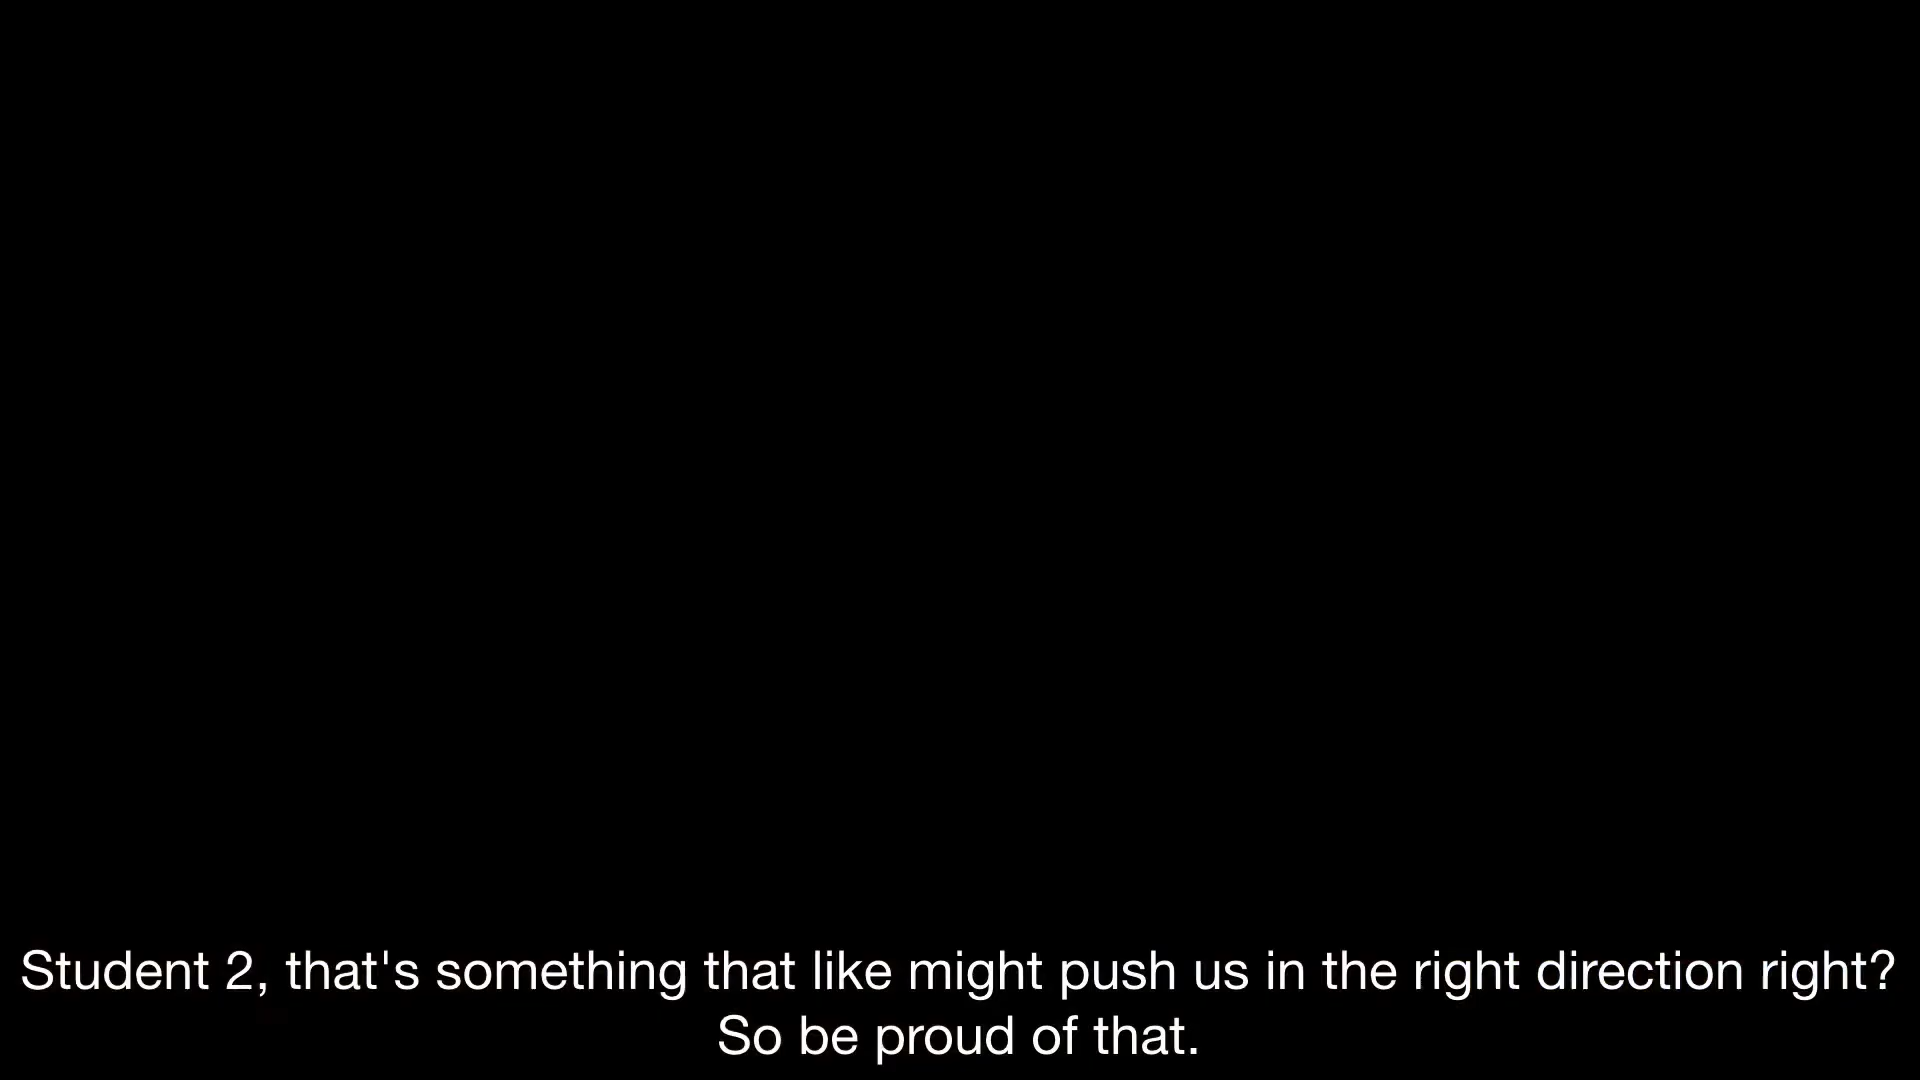 Student 2, that's something that like might push us in the right direction right?
So be proud of that.